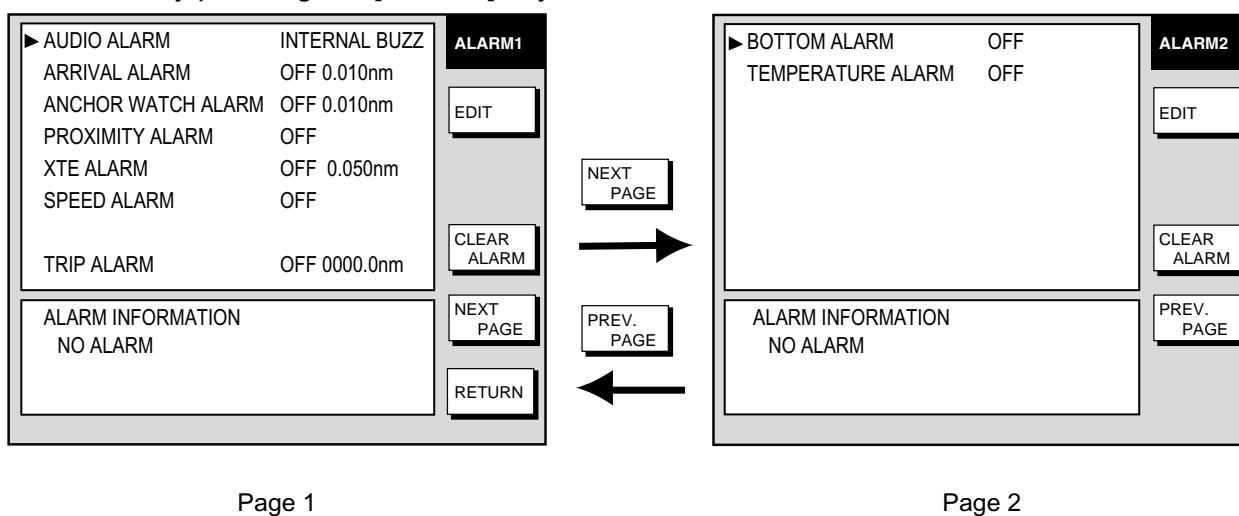 AUDIO ALARM INTERNAL BUZZ
ARRIVAL ALARM OFF 0.010nm
ANCHOR WATCH ALARM OFF 0.010nm
PROXIMITY ALARM OFF
XTE ALARM OFF 0.050nm
SPEED ALARM OFF
TRIP ALARM OFF 0000.0nm
ALARM INFORMATION
NO ALARM
ALARM1
EDIT
CLEAR
ALARM
NEXT
PAGE
RETURN
NEXT
PAGE
PREV.
PAGE
BOTTOM ALARM OFF
TEMPERATURE ALARM OFF
ALARM INFORMATION
NO ALARM
ALARM2
EDIT
CLEAR
ALARM
PREV.
PAGE
Page 1
Page 2